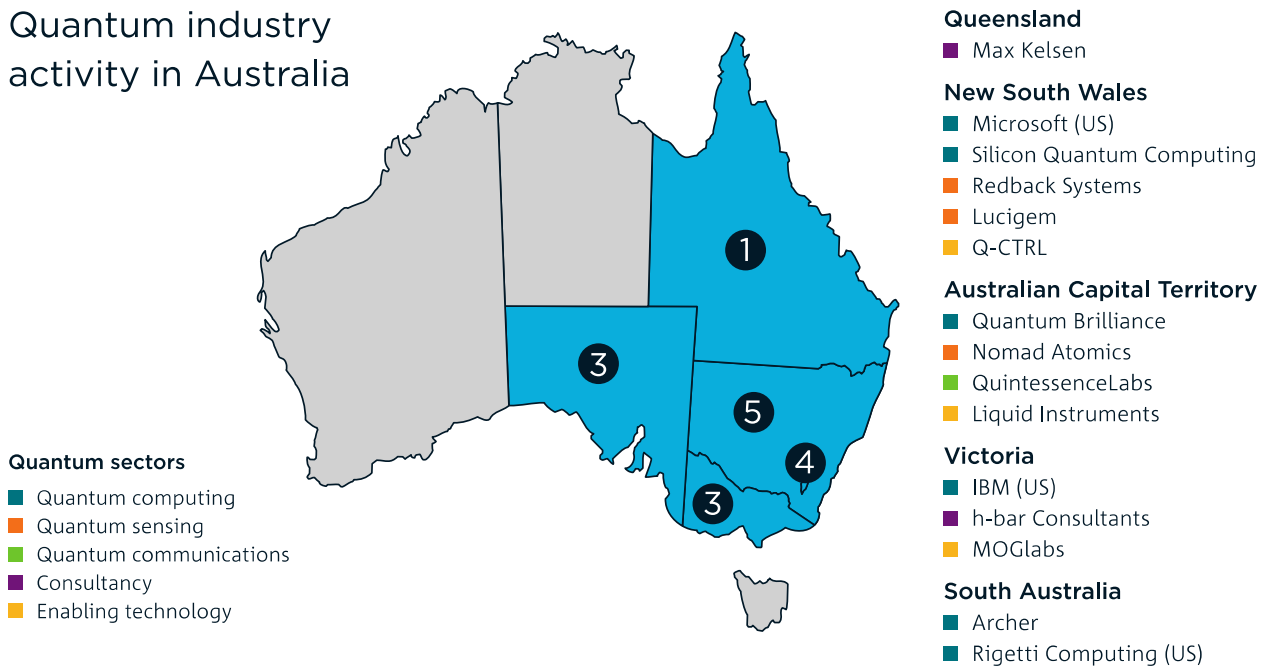 Quantum industry
activity in Australia
1
3
5
4
3
Quantum sectors
Quantum computing
Quantum sensing
Quantum communications
Consultancy
Enabling technology
Queensland
Max Kelsen
New South Wales
Microsoft (US)
Silicon Quantum Computing
Redback Systems
Lucigem
Q-CTRL
Australian Capital Territory
Quantum Brilliance
Nomad Atomics
QuintessenceLabs
Liquid Instruments
Victoria
IBM (US)
h-bar Consultants
MOGlabs
South Australia
Archer
Rigetti Computing (US)